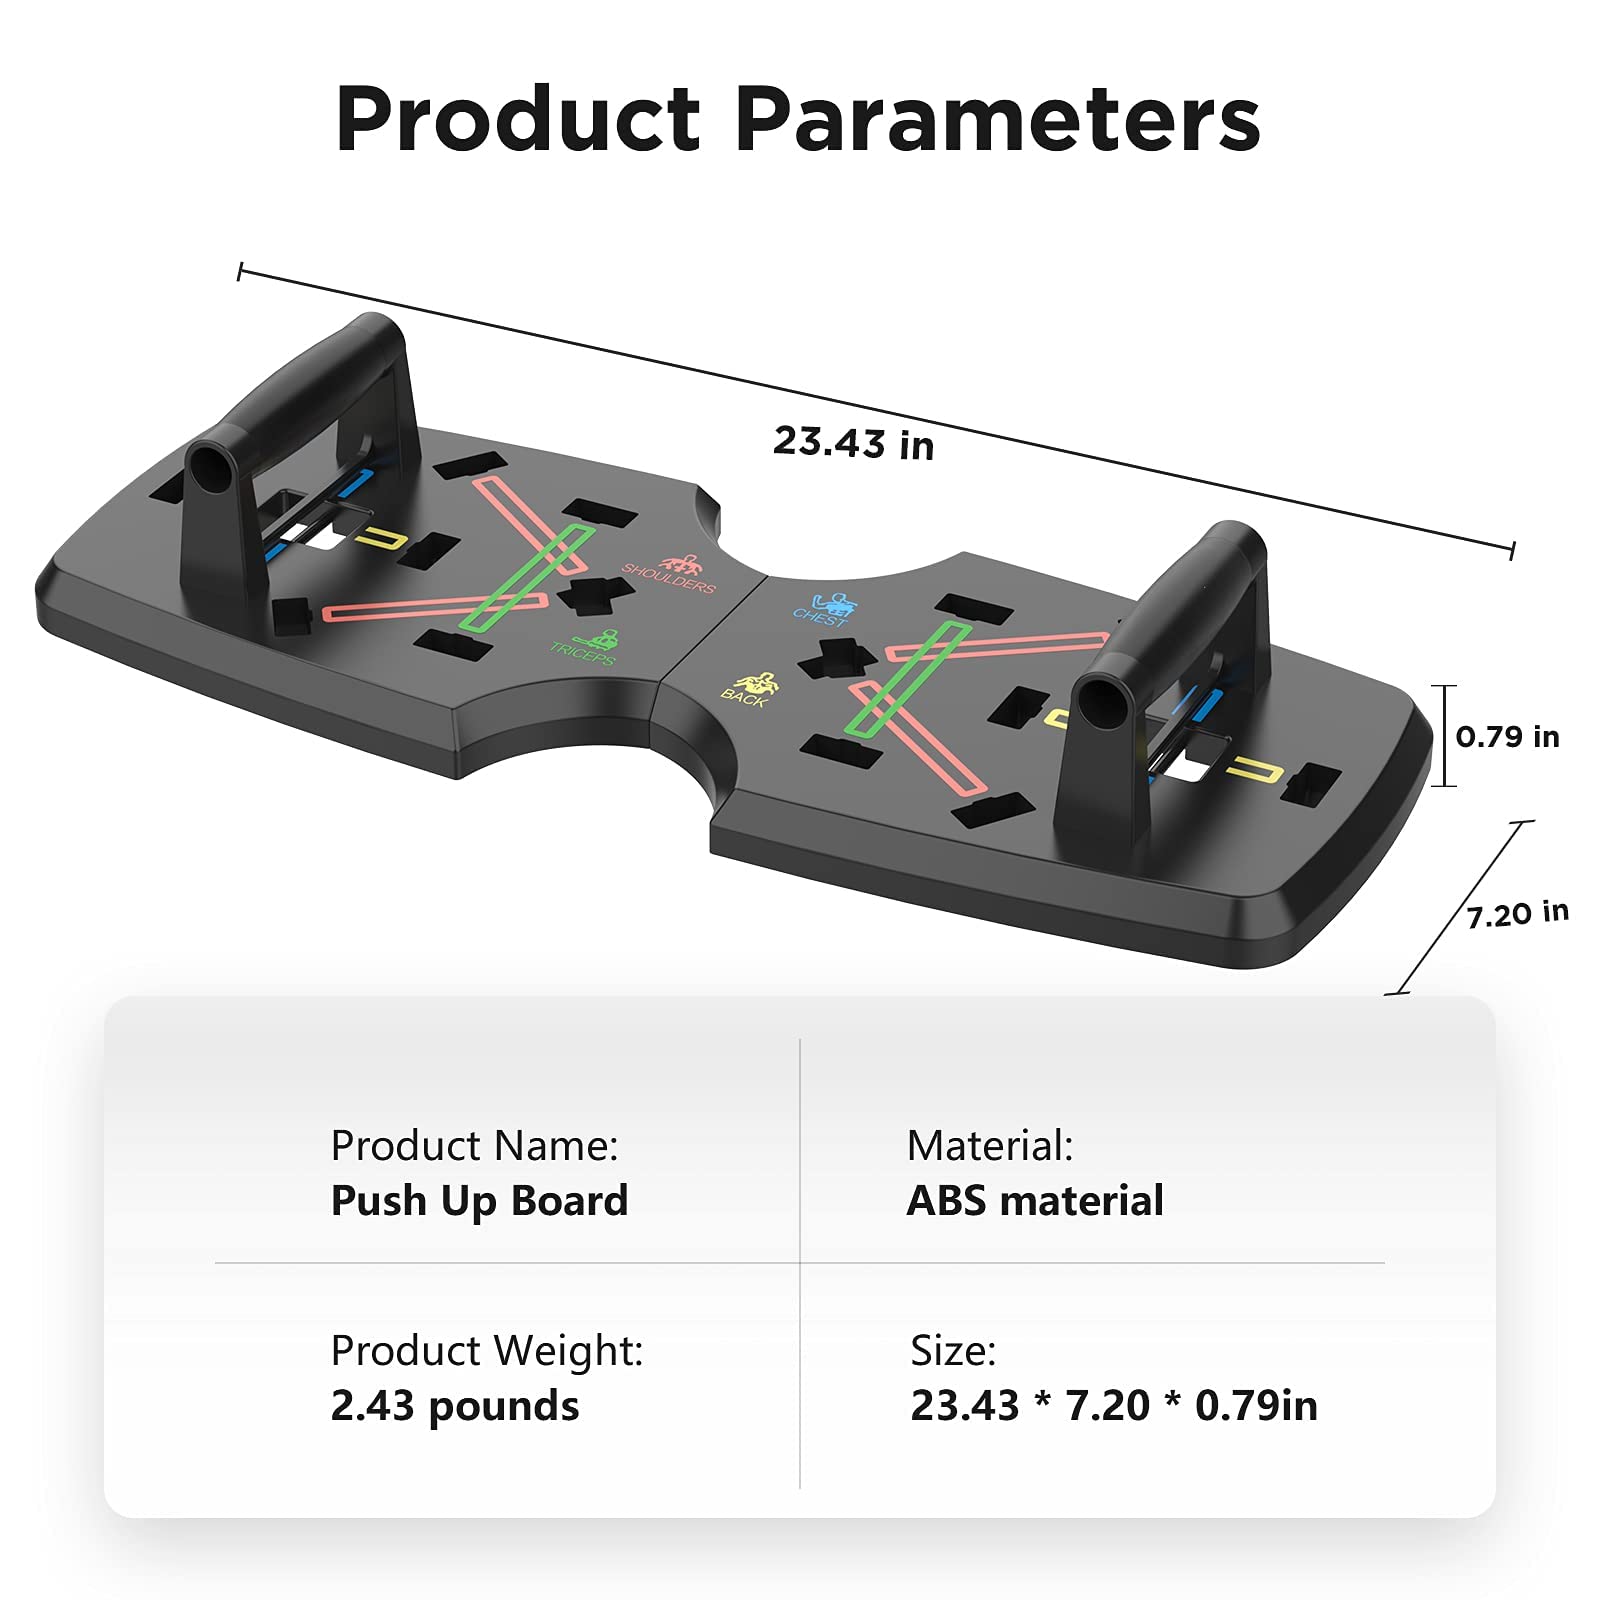 Product Parameters
23.43 in
SHOULDERS
TRICEPS
CHEST
BACK
0.79 in
7.20 in
Product Name:
Push Up Board
Material:
ABS material
Product Weight:
2.43 pounds
Size:
23.43 * 7.20 * 0.79in